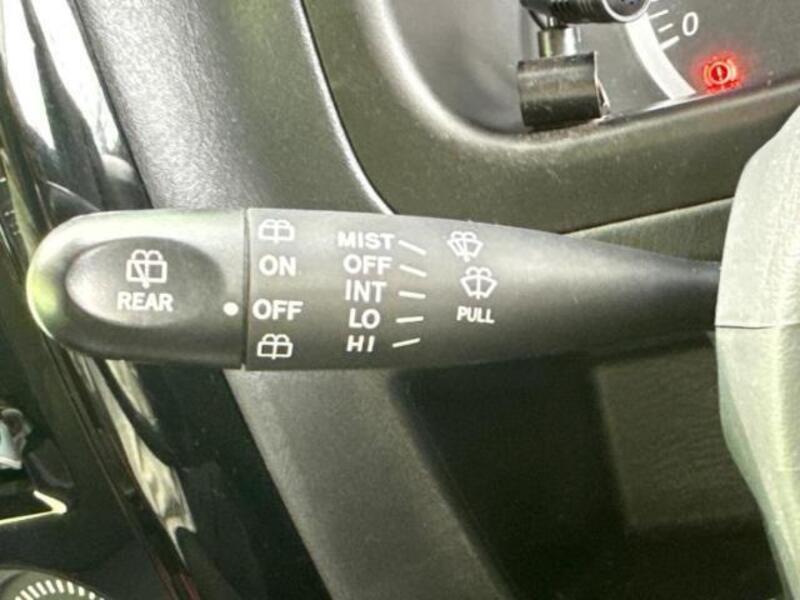 0
REAR
ON
OFF
MIST
OFF
INT
LO
HI
PULL